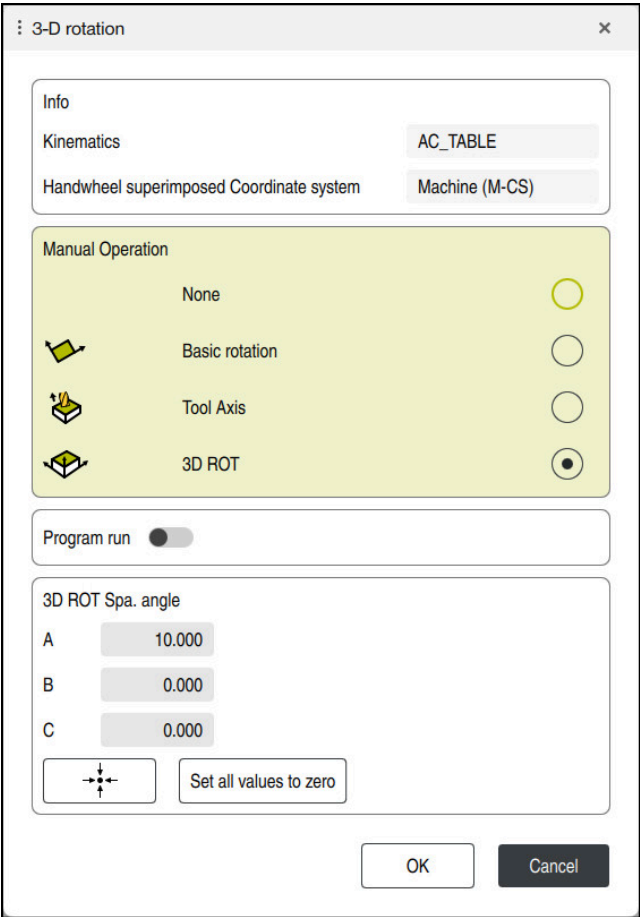 3-D rotation
Info
Kinematics AC_TABLE
Handwheel superimposed Coordinate system Machine (M-CS)
Manual Operation
None
Basic rotation
Tool Axis
3D ROT
Program run
3D ROT Spa. angle
A 10.000
B 0.000
C 0.000
Set all values to zero
OK Cancel